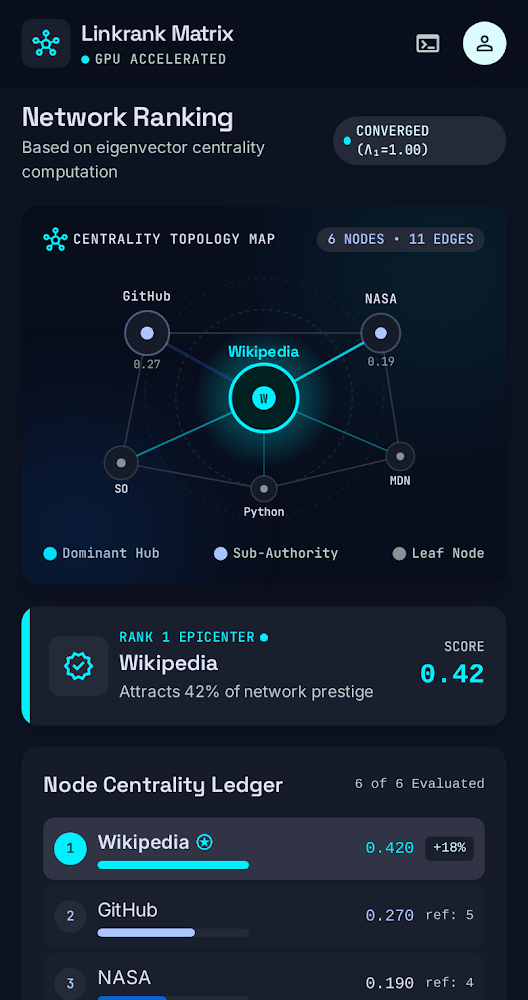 Linkrank Matrix
GPU ACCELERATED
Network Ranking
Based on eigenvector centrality
computation
CONVERGED
(Λ₁=1.00)
CENTRALITY TOPOLOGY MAP
6 NODES • 11 EDGES
GitHub
NASA
Wikipedia
0.27
0.19
W
SO
MDN
Python
Dominant Hub
Sub-Authority
Leaf Node
RANK 1 EPICENTER
Wikipedia
Attracts 42% of network prestige
SCORE
0.42
Node Centrality Ledger
6 of 6 Evaluated
1
Wikipedia
0.420
+18%
2
GitHub
0.270
ref: 5
3
NASA
0.190
ref: 4